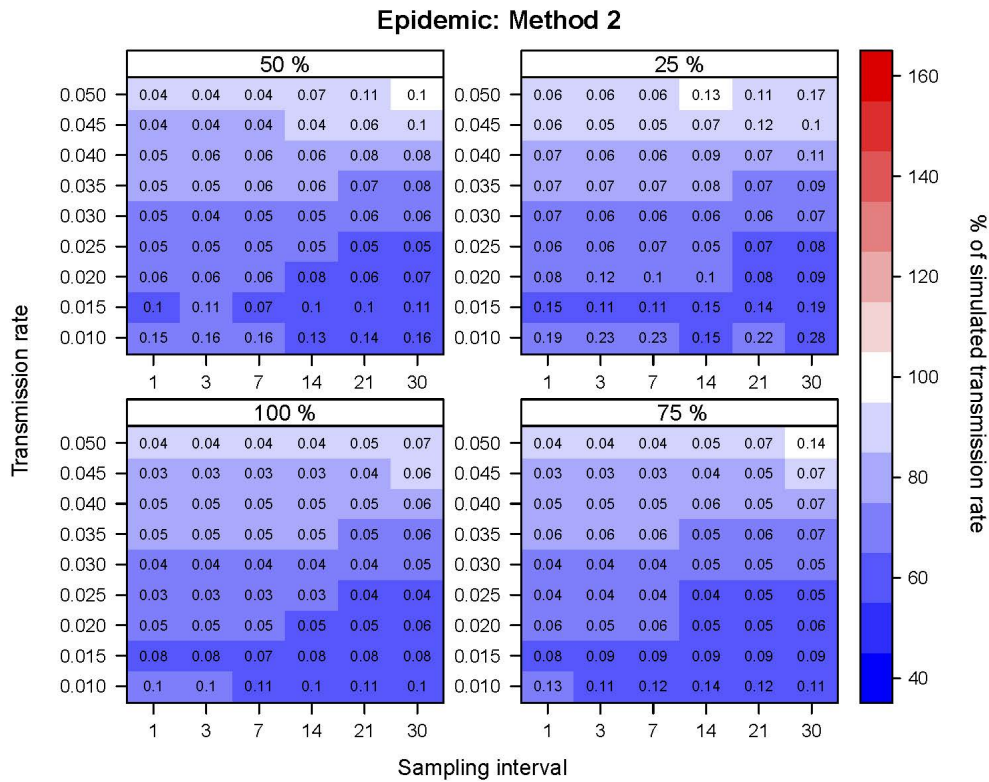 Epidemic: Method 2
50 %
0.050 0.04 0.04 0.04 0.07 0.11 0.1
0.045 0.04 0.04 0.04 0.04 0.06 0.1
0.040 0.05 0.06 0.06 0.06 0.08 0.08
0.035 0.05 0.05 0.06 0.06 0.07 0.08
0.030 0.05 0.04 0.05 0.05 0.06 0.06
0.025 0.05 0.05 0.05 0.05 0.05 0.05
0.020 0.06 0.06 0.06 0.08 0.06 0.07
0.015 0.1 0.11 0.07 0.1 0.1 0.11
0.010 0.15 0.16 0.16 0.13 0.14 0.16
1 3 7 14 21 30
25 %
0.050 0.06 0.06 0.06 0.13 0.11 0.17
0.045 0.06 0.05 0.05 0.07 0.12 0.1
0.040 0.07 0.06 0.06 0.09 0.07 0.11
0.035 0.07 0.07 0.07 0.08 0.07 0.09
0.030 0.07 0.06 0.06 0.06 0.06 0.07
0.025 0.06 0.06 0.07 0.05 0.07 0.08
0.020 0.08 0.12 0.1 0.1 0.08 0.09
0.015 0.15 0.11 0.11 0.15 0.14 0.19
0.010 0.19 0.23 0.23 0.15 0.22 0.28
1 3 7 14 21 30
100 %
0.050 0.04 0.04 0.04 0.04 0.05 0.07
0.045 0.03 0.03 0.03 0.03 0.04 0.06
0.040 0.05 0.05 0.05 0.05 0.05 0.06
0.035 0.05 0.05 0.05 0.05 0.05 0.06
0.030 0.04 0.04 0.04 0.04 0.04 0.05
0.025 0.03 0.03 0.03 0.03 0.04 0.04
0.020 0.05 0.05 0.05 0.05 0.05 0.06
0.015 0.08 0.08 0.07 0.08 0.08 0.08
0.010 0.1 0.1 0.11 0.1 0.11 0.1
1 3 7 14 21 30
75 %
0.050 0.04 0.04 0.04 0.05 0.07 0.14
0.045 0.03 0.03 0.03 0.04 0.05 0.07
0.040 0.05 0.05 0.05 0.06 0.05 0.07
0.035 0.06 0.06 0.06 0.05 0.06 0.07
0.030 0.04 0.04 0.04 0.05 0.05 0.05
0.025 0.04 0.04 0.04 0.04 0.05 0.05
0.020 0.06 0.05 0.06 0.05 0.05 0.06
0.015 0.08 0.09 0.09 0.09 0.09 0.09
0.010 0.13 0.11 0.12 0.14 0.12 0.11
1 3 7 14 21 30
Transmission rate
Sampling interval
160
140
120
100
80
60
40
% of simulated transmission rate